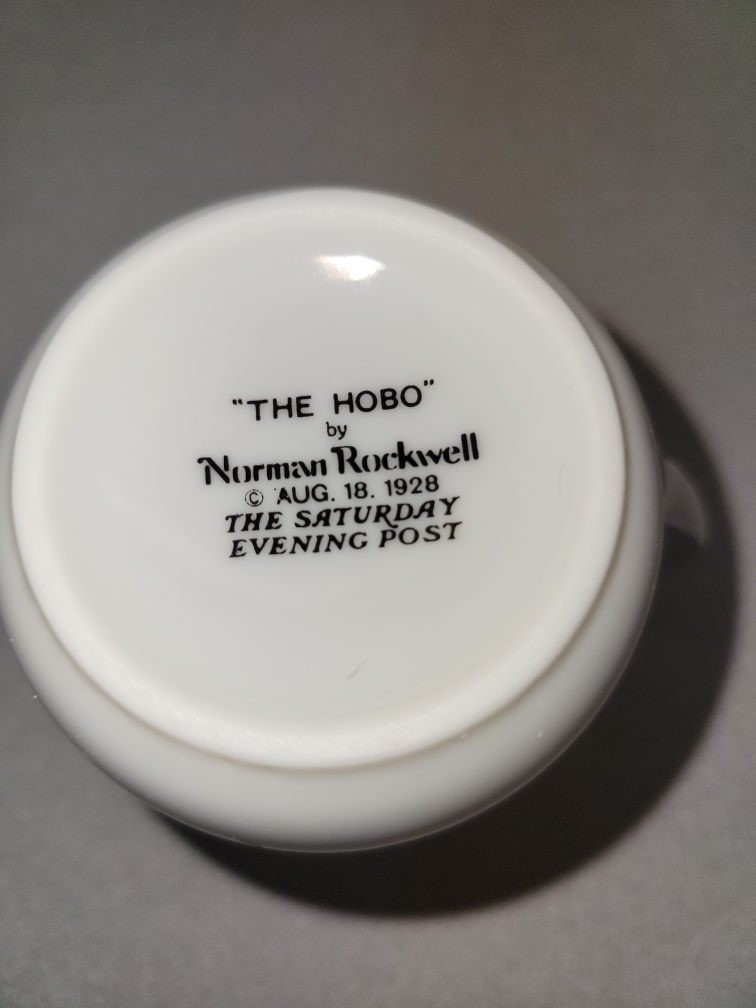 "THE HOBO"
by
Norman Rockwell
© AUG. 18. 1928
THE SATURDAY
EVENING POST